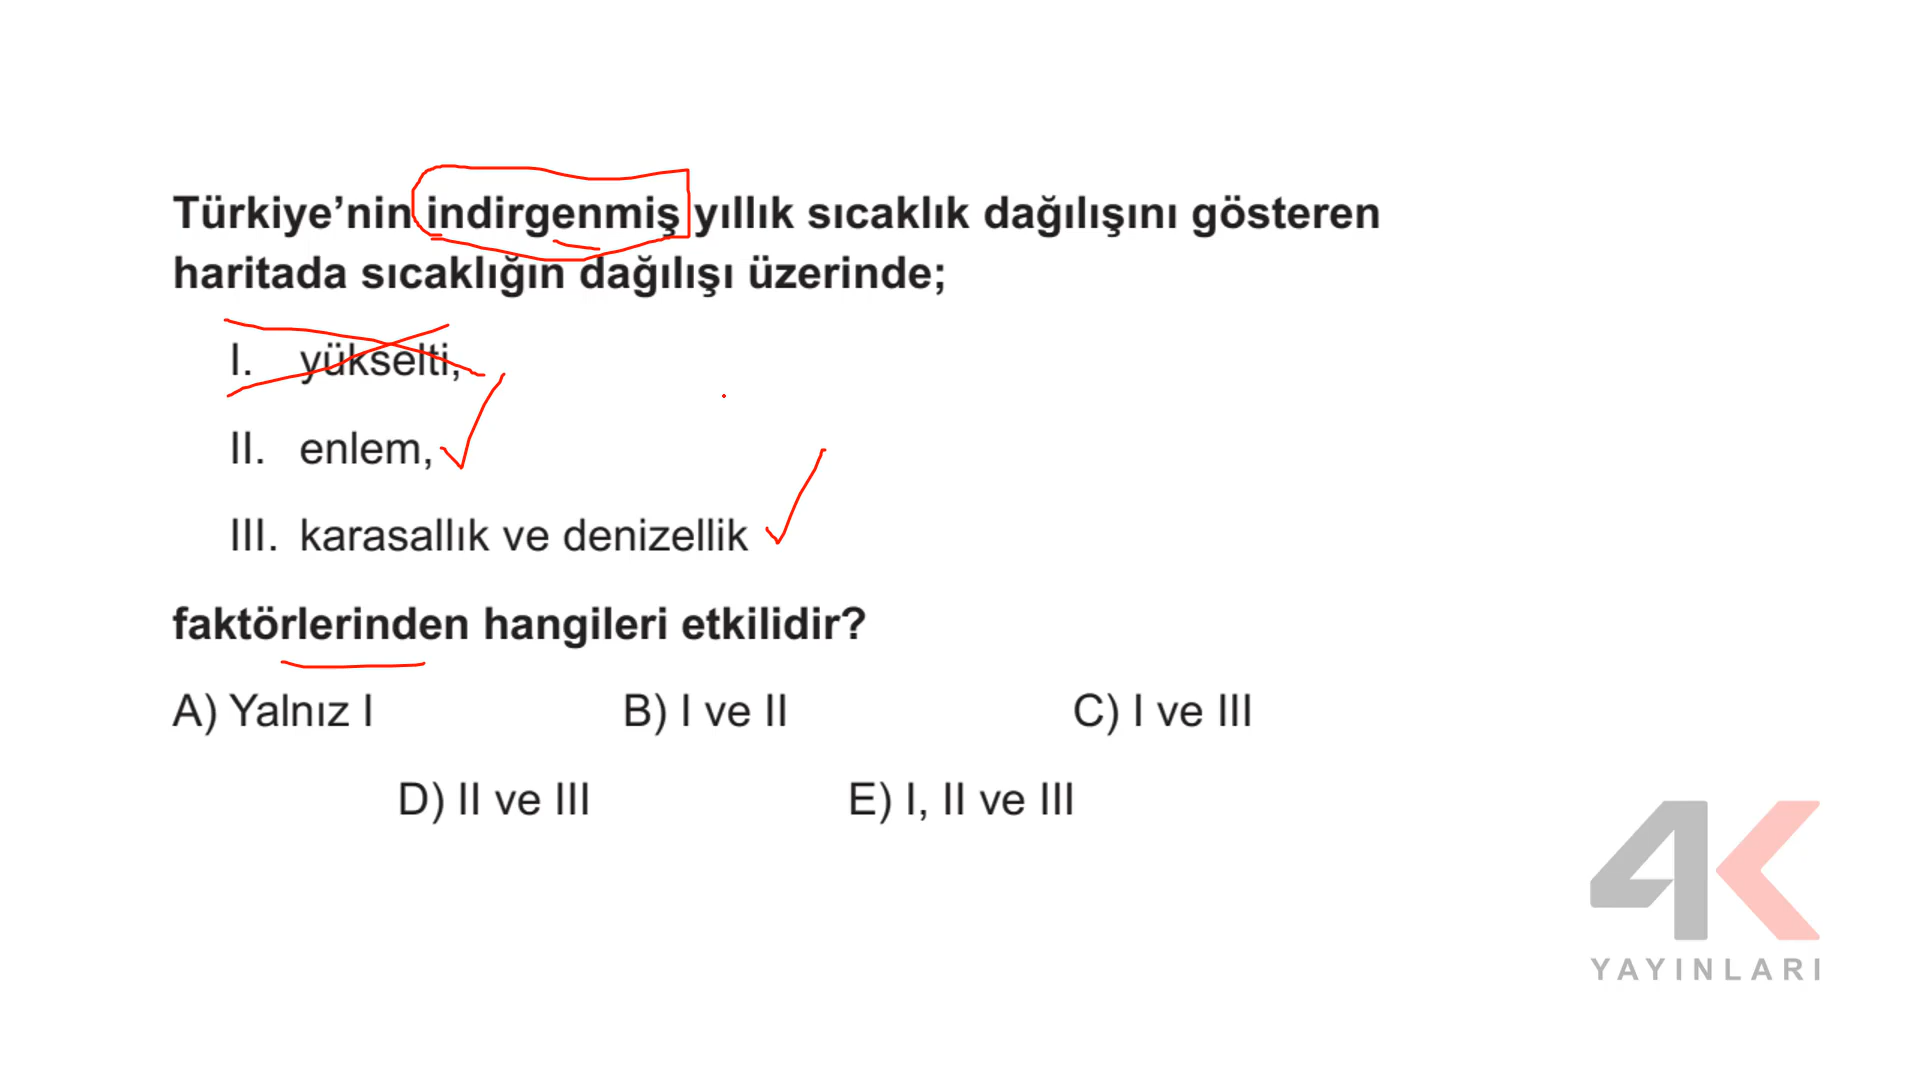 Türkiye’nin indirgenmiş yıllık sıcaklık dağılışını gösteren
haritada sıcaklığın dağılışı üzerinde;
I. yükselti,
II. enlem,
III. karasallık ve denizellik
faktörlerinden hangileri etkilidir?
A) Yalnız I B) I ve II C) I ve III
D) II ve III E) I, II ve III
4K
YAYINLARI